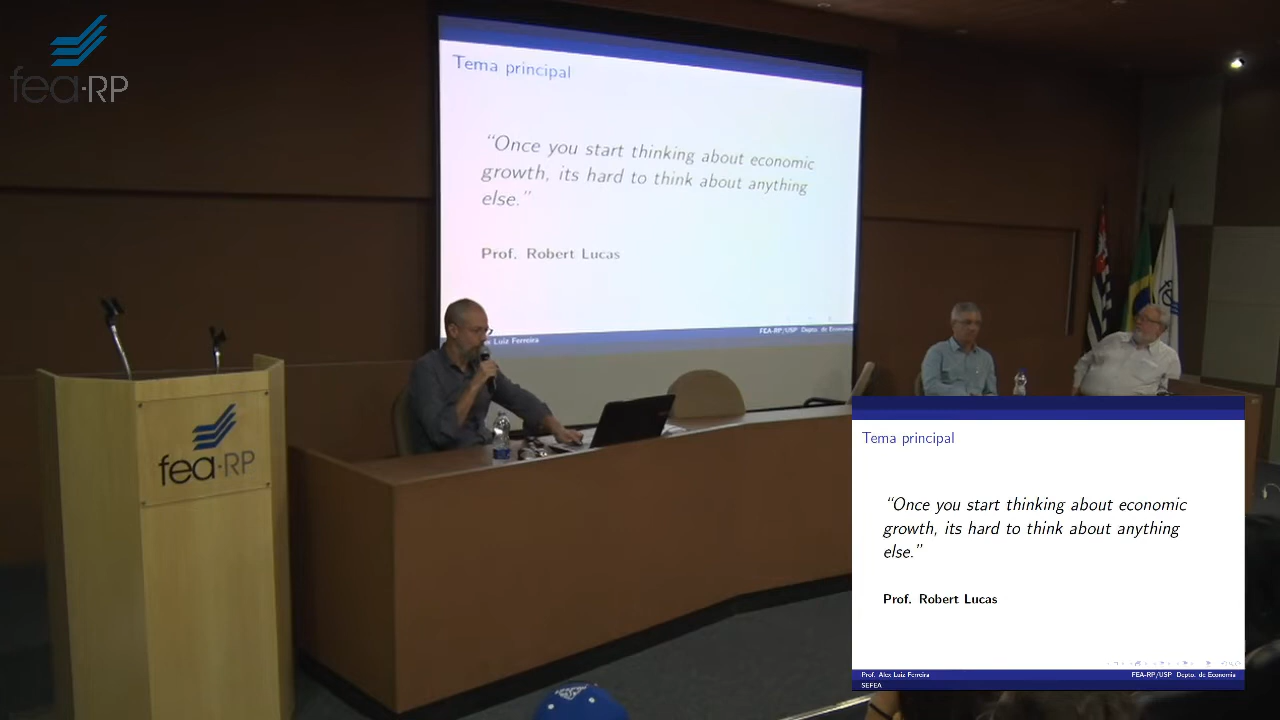 fea·RP
Tema principal
“Once you start thinking about economic
growth, its hard to think about anything
else.”
Prof. Robert Lucas
FEA-RP/USP Depto. de Economia
Alex Luiz Ferreira
fea·RP
Tema principal
“Once you start thinking about economic
growth, its hard to think about anything
else.”
Prof. Robert Lucas
Prof. Alex Luiz Ferreira
FEA-RP/USP Depto. de Economia
SEFEA